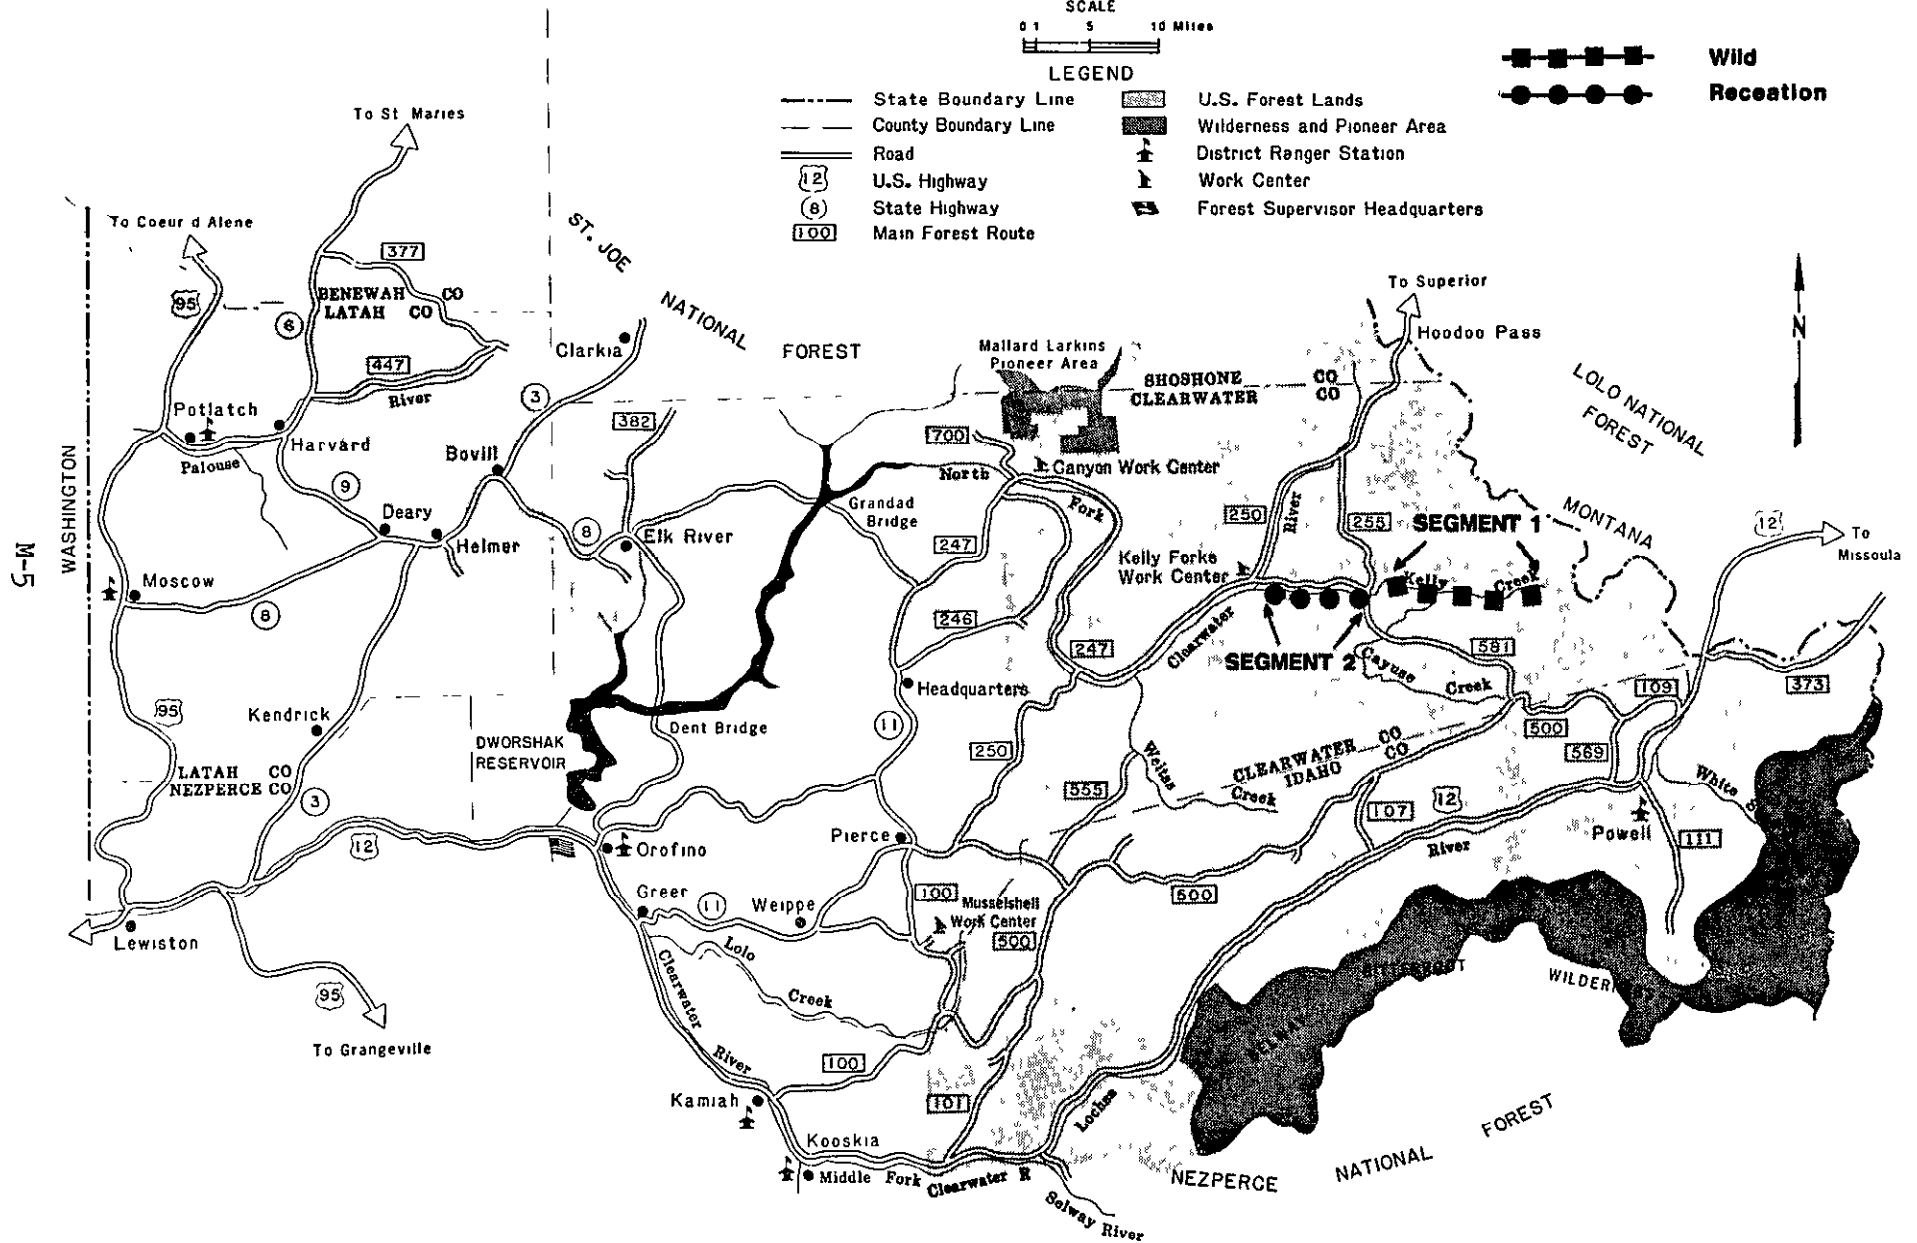 SCALE
0 1 5 10 Miles
LEGEND
State Boundary Line
County Boundary Line
Road
12 U.S. Highway
8 State Highway
100 Main Forest Route
U.S. Forest Lands
Wilderness and Pioneer Area
District Ranger Station
Work Center
Forest Supervisor Headquarters
Wild
Receation
To St Maries
To Coeur d Alene
377
95
BENEWAH CO
LATAH CO
6
447
River
Potlatch
Harvard
Palouse
9
Deary
Helmer
Bovill
3
Clarkia
ST. JOE
NATIONAL
FOREST
382
8
Elk River
Grandad
Bridge
Mallard Larkins
Pioneer Area
SHOSHONE CO
CLEARWATER CO
700
Canyon Work Center
North
Fork
247
246
247
Kelly Forks
Work Center
250
River
255
To Superior
Hoodoo Pass
LOLO NATIONAL
FOREST
N
MONTANA
SEGMENT 1
Kelly
Creek
SEGMENT 2
Clearwater
12
To
Missoula
581
Cayuse
Creek
109
373
500
569
WASHINGTON
M-5
Moscow
8
95
Kendrick
LATAH CO
NEZPERCE CO
3
DWORSHAK
RESERVOIR
Dent Bridge
Headquarters
11
250
555
Weitas
Creek
CLEARWATER CO
IDAHO CO
107
12
River
White
Powell
111
12
Orofino
Pierce
Greer
11
Weippe
100
Musselshell
Work Center
500
500
Lewiston
95
To Grangeville
Lolo
Creek
Clearwater
River
100
101
Kamiah
Kooskia
Middle Fork Clearwater R
Lochsa
Selway River
SELWAY
BITTERROOT
WILDERNESS
NEZPERCE
NATIONAL
FOREST